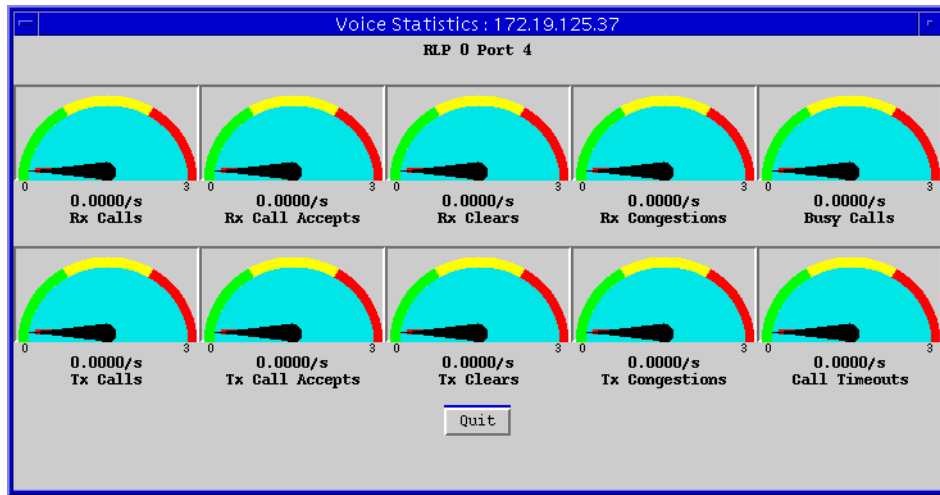 Voice Statistics : 172.19.125.37
RLP 0 Port 4
0 3 0 3 0 3 0 3 0 3
0.0000/s 0.0000/s 0.0000/s 0.0000/s 0.0000/s
Rx Calls Rx Call Accepts Rx Clears Rx Congestions Busy Calls
0 3 0 3 0 3 0 3 0 3
0.0000/s 0.0000/s 0.0000/s 0.0000/s 0.0000/s
Tx Calls Tx Call Accepts Tx Clears Tx Congestions Call Timeouts
Quit